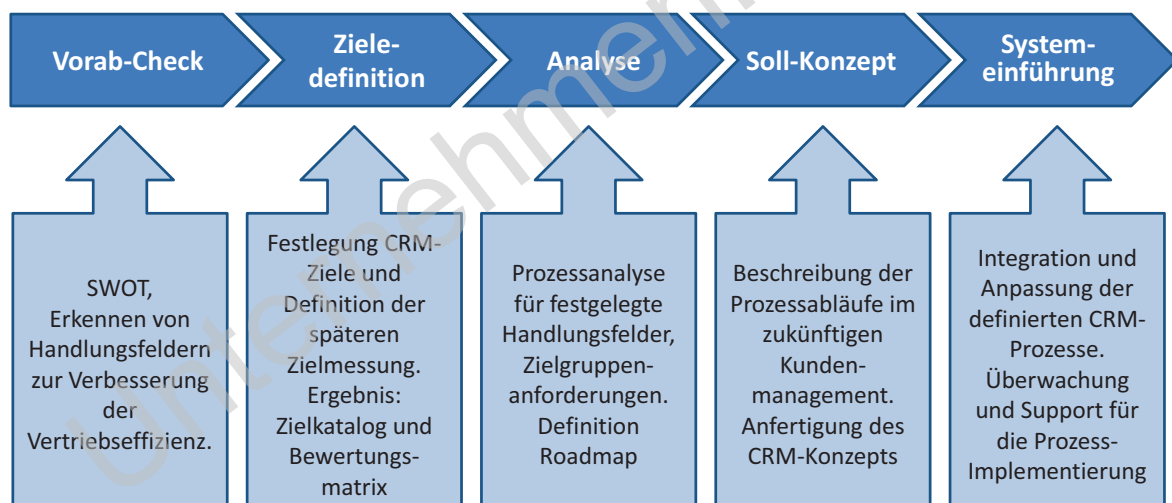 Vorab-Check
Ziele-
definition
Analyse
Soll-Konzept
System-
einführung
SWOT,
Erkennen von
Handlungsfeldern
zur Verbesserung
der
Vertriebseffizienz.
Festlegung CRM-
Ziele und
Definition der
späteren
Zielmessung.
Ergebnis:
Zielkatalog und
Bewertungs-
matrix
Prozessanalyse
für festgelegte
Handlungsfelder,
Zielgruppen-
anforderungen.
Definition
Roadmap
Beschreibung der
Prozessabläufe im
zukünftigen
Kunden-
management.
Anfertigung des
CRM-Konzepts
Integration und
Anpassung der
definierten CRM-
Prozesse.
Überwachung
und Support für
die Prozess-
Implementierung